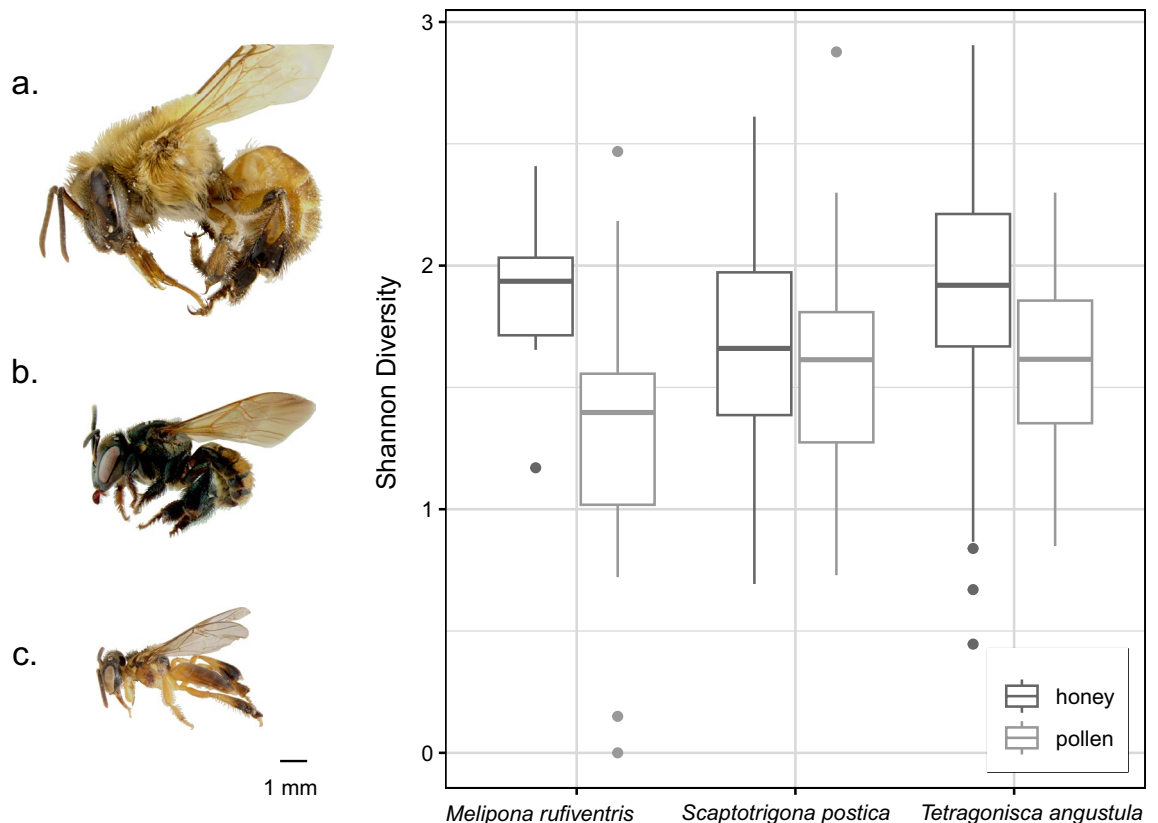 a.
b.
c.
1 mm
Shannon Diversity
3
2
1
0
honey
pollen
Melipona rufiventris
Scaptotrigona postica
Tetragonisca angustula